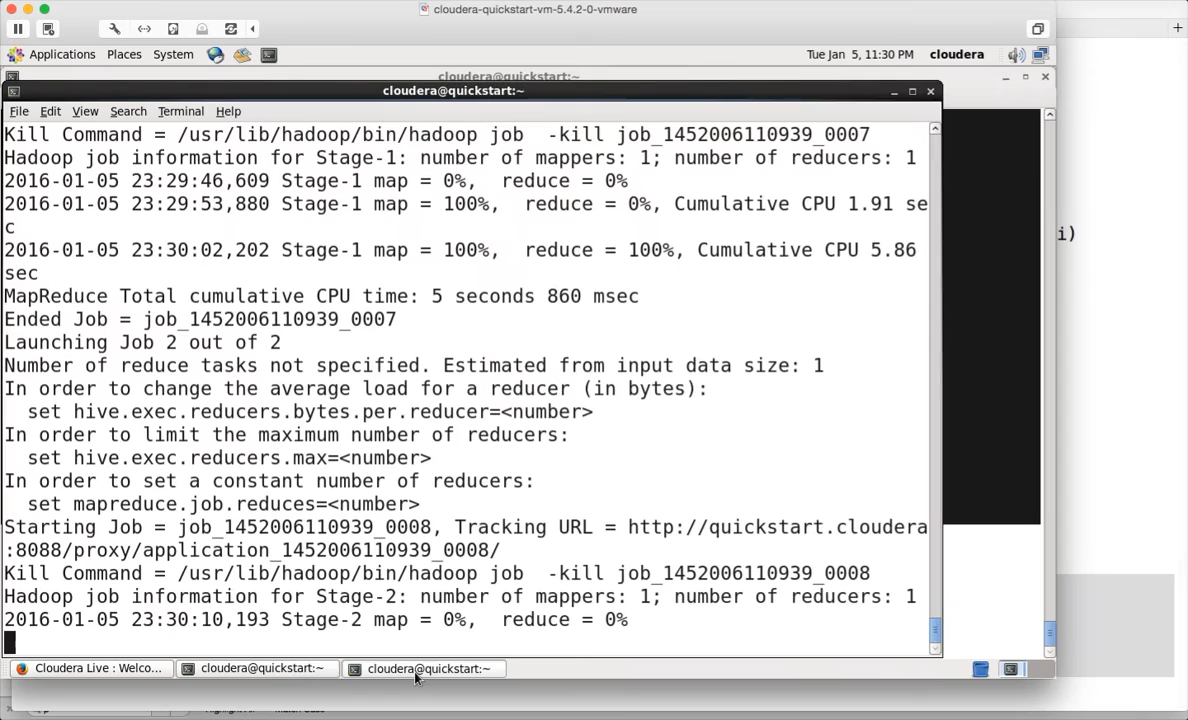 cloudera-quickstart-vm-5.4.2-0-vmware
Applications Places System Tue Jan 5, 11:30 PM cloudera
cloudera@quickstart:~
cloudera@quickstart:~
File Edit View Search Terminal Help
Kill Command = /usr/lib/hadoop/bin/hadoop job  -kill job_1452006110939_0007
Hadoop job information for Stage-1: number of mappers: 1; number of reducers: 1
2016-01-05 23:29:46,609 Stage-1 map = 0%,  reduce = 0%
2016-01-05 23:29:53,880 Stage-1 map = 100%,  reduce = 0%, Cumulative CPU 1.91 se
c
i)
2016-01-05 23:30:02,202 Stage-1 map = 100%,  reduce = 100%, Cumulative CPU 5.86
sec
MapReduce Total cumulative CPU time: 5 seconds 860 msec
Ended Job = job_1452006110939_0007
Launching Job 2 out of 2
Number of reduce tasks not specified. Estimated from input data size: 1
In order to change the average load for a reducer (in bytes):
  set hive.exec.reducers.bytes.per.reducer=<number>
In order to limit the maximum number of reducers:
  set hive.exec.reducers.max=<number>
In order to set a constant number of reducers:
  set mapreduce.job.reduces=<number>
Starting Job = job_1452006110939_0008, Tracking URL = http://quickstart.cloudera
:8088/proxy/application_1452006110939_0008/
Kill Command = /usr/lib/hadoop/bin/hadoop job  -kill job_1452006110939_0008
Hadoop job information for Stage-2: number of mappers: 1; number of reducers: 1
2016-01-05 23:30:10,193 Stage-2 map = 0%,  reduce = 0%
Cloudera Live : Welco... cloudera@quickstart:~ cloudera@quickstart:~